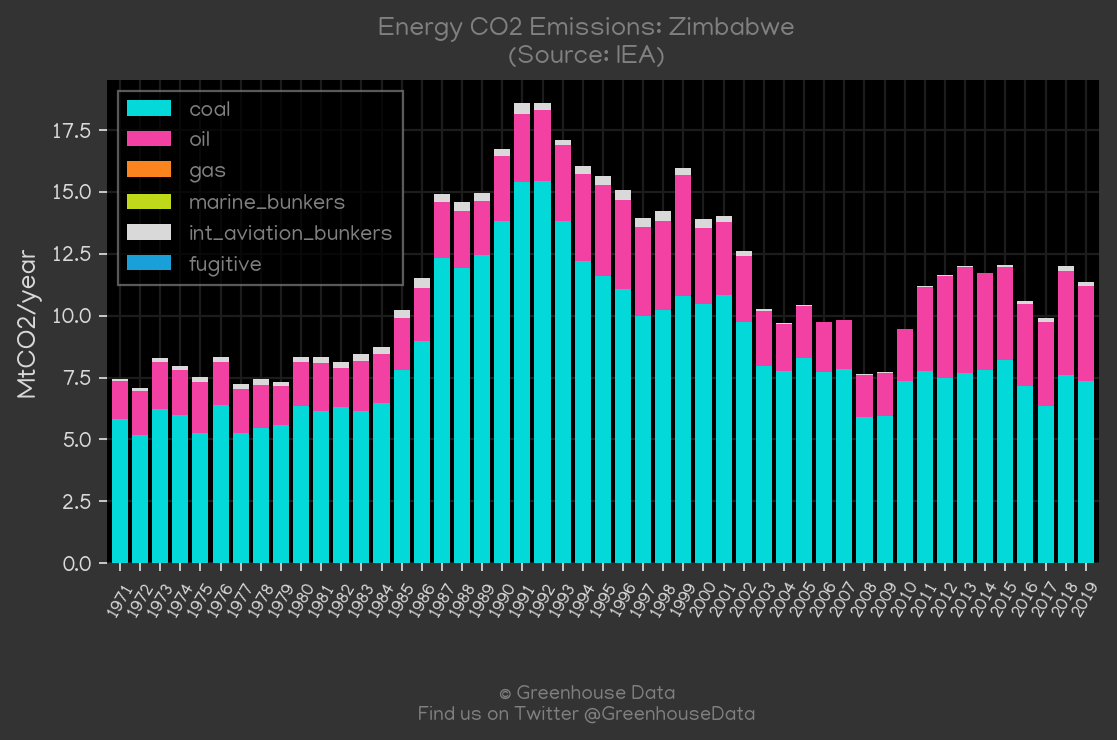 Energy CO2 Emissions: Zimbabwe
(Source: IEA)
coal
oil
gas
marine_bunkers
int_aviation_bunkers
fugitive
MtCO2/year
17.5
15.0
12.5
10.0
7.5
5.0
2.5
0.0
1971 1972 1973 1974 1975 1976 1977 1978 1979 1980 1981 1982 1983 1984 1985 1986 1987 1988 1989 1990 1991 1992 1993 1994 1995 1996 1997 1998 1999 2000 2001 2002 2003 2004 2005 2006 2007 2008 2009 2010 2011 2012 2013 2014 2015 2016 2017 2018 2019
© Greenhouse Data
Find us on Twitter @GreenhouseData